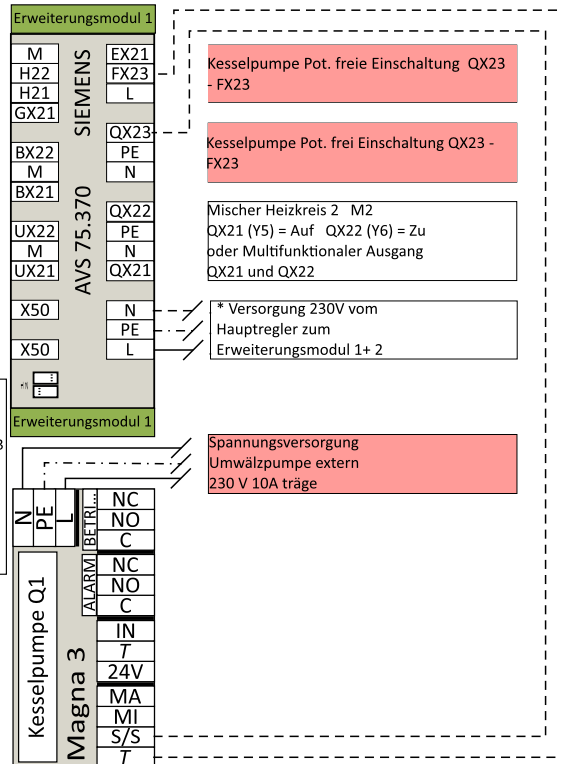 Erweiterungsmodul 1
M
H22
H21
GX21
BX22
M
BX21
UX22
M
UX21
X50
X50
SIEMENS
AVS 75.370
EX21
FX23
L
QX23
PE
N
QX22
PE
N
QX21
N
PE
L
Kesselpumpe Pot. freie Einschaltung QX23
- FX23
Kesselpumpe Pot. frei Einschaltung QX23 -
FX23
Mischer Heizkreis 2 M2
QX21 (Y5) = Auf QX22 (Y6) = Zu
oder Multifunktionaler Ausgang
QX21 und QX22
* Versorgung 230V vom
Hauptregler zum
Erweiterungsmodul 1+ 2
Erweiterungsmodul 1
Spannungsversorgung
Umwälzpumpe extern
230 V 10A träge
N
PE
L
BETRI...
NC
NO
C
ALARM
NC
NO
C
Kesselpumpe Q1
Magna 3
IN
T
24V
MA
MI
S/S
T